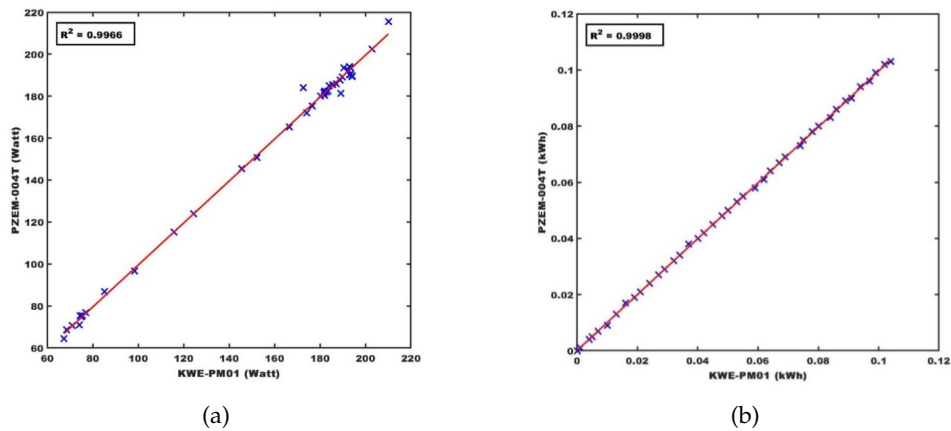 R² = 0.9966
220
200
180
160
140
120
100
80
60
60 80 100 120 140 160 180 200 220
PZEM-004T (Watt)
KWE-PM01 (Watt)
(a)
R² = 0.9998
0.12
0.1
0.08
0.06
0.04
0.02
0
0 0.02 0.04 0.06 0.08 0.1 0.12
PZEM-004T (kWh)
KWE-PM01 (kWh)
(b)